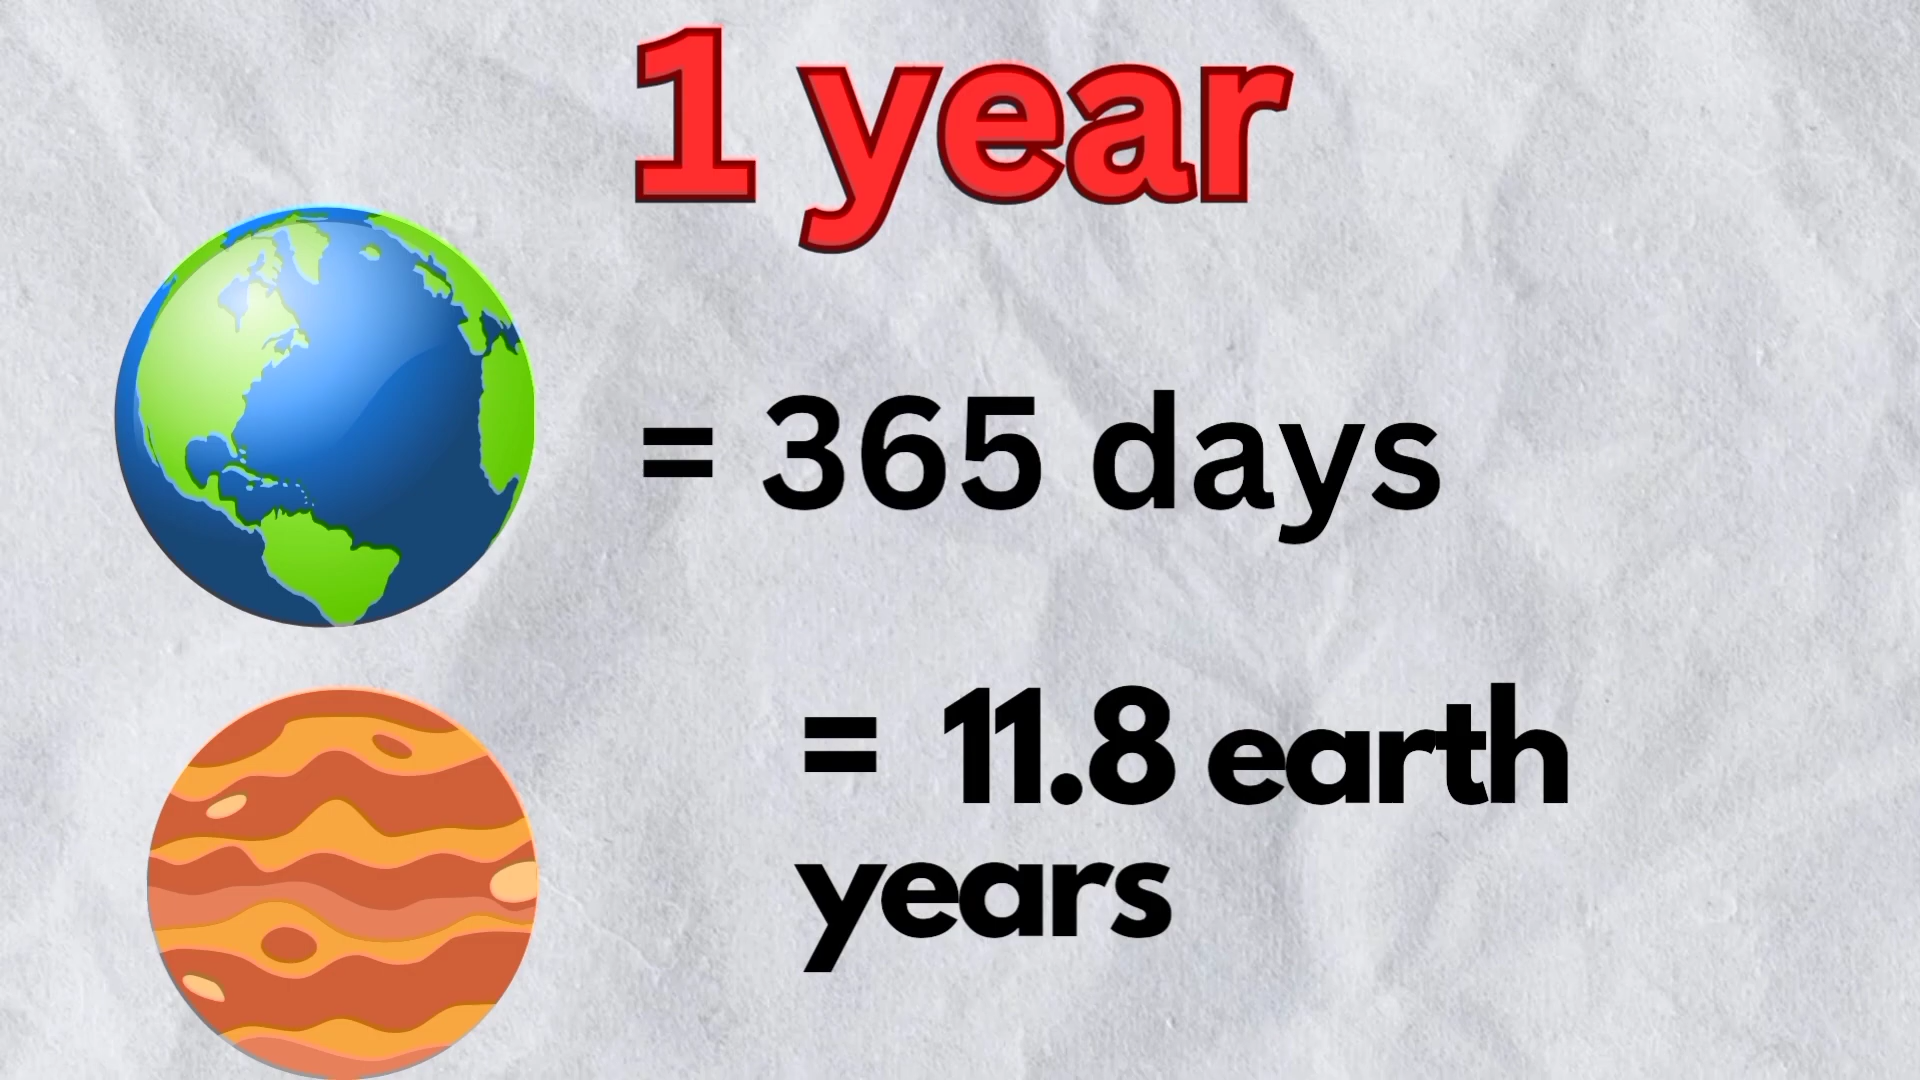 1 year
= 365 days
= 11.8 earth
years